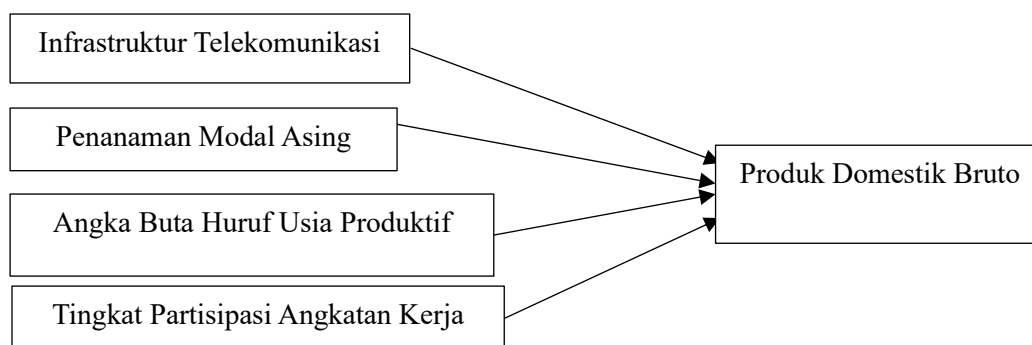 Infrastruktur Telekomunikasi
Penanaman Modal Asing
Produk Domestik Bruto
Angka Buta Huruf Usia Produktif
Tingkat Partisipasi Angkatan Kerja